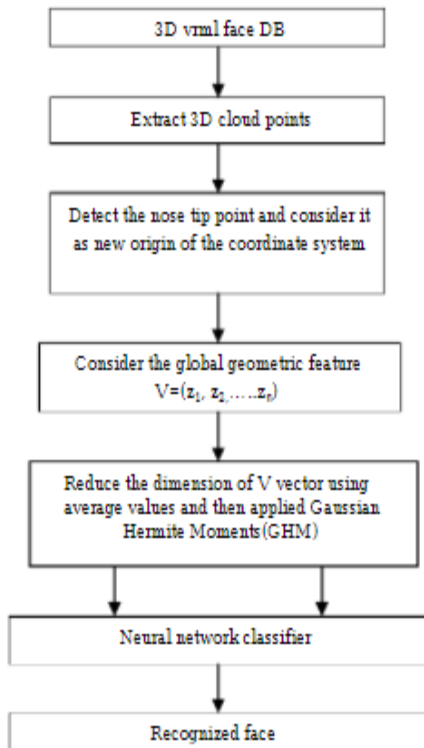 3D vrml face DB
Extract 3D cloud points
Detect the nose tip point and consider it
as new origin of the coordinate system
Consider the global geometric feature
V=(z₁, z₂,.....zₙ)
Reduce the dimension of V vector using
average values and then applied Gaussian
Hermite Moments(GHM)
Neural network classifier
Recognized face